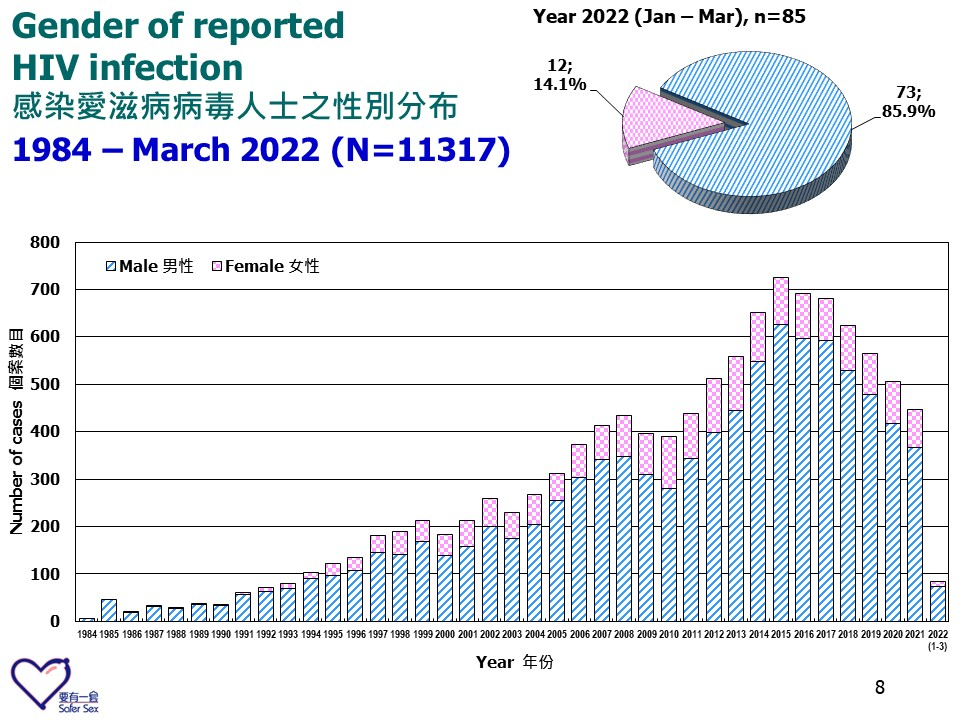 Gender of reported
HIV infection
感染愛滋病病毒人士之性別分布
1984 – March 2022 (N=11317)
Year 2022 (Jan – Mar), n=85
12;
14.1%
73;
85.9%
Male 男性 Female 女性
Number of cases 個案數目
800
700
600
500
400
300
200
100
0
1984 1985 1986 1987 1988 1989 1990 1991 1992 1993 1994 1995 1996 1997 1998 1999 2000 2001 2002 2003 2004 2005 2006 2007 2008 2009 2010 2011 2012 2013 2014 2015 2016 2017 2018 2019 2020 2021 2022
(1-3)
Year 年份
要有一套
Safer Sex
8